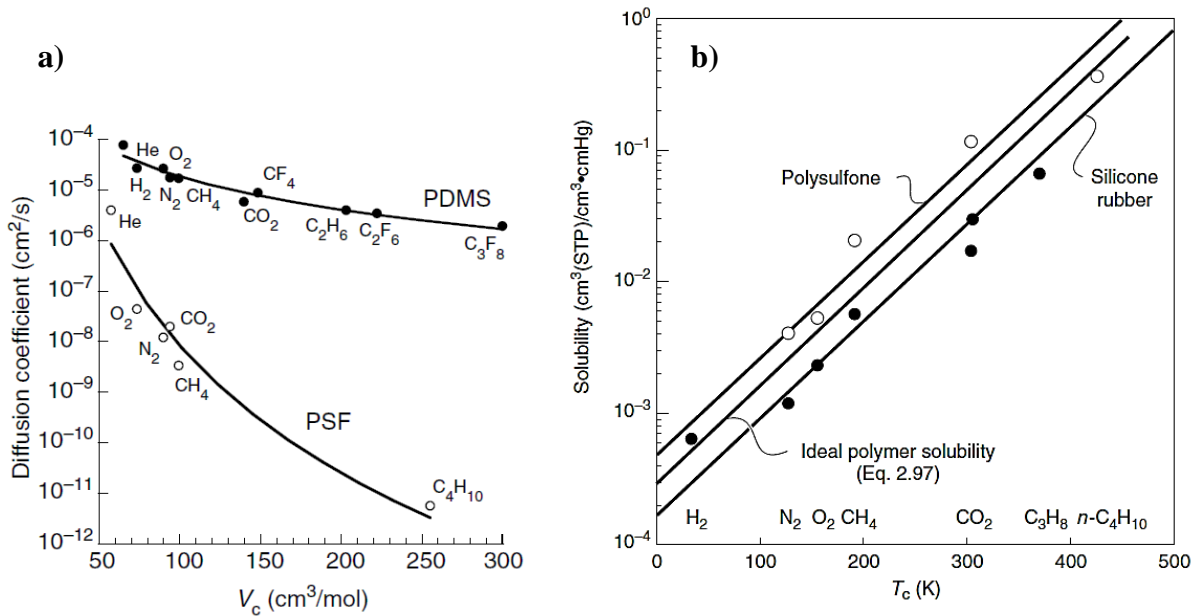 a)
10⁻⁴
10⁻⁵
10⁻⁶
10⁻⁷
10⁻⁸
10⁻⁹
10⁻¹⁰
10⁻¹¹
10⁻¹²
Diffusion coefficient (cm²/s)
He
O₂
H₂
N₂
CH₄
CF₄
CO₂
C₂H₆
C₂F₆
C₃F₈
PDMS
He
O₂
CO₂
N₂
CH₄
PSF
C₄H₁₀
50
100
150
200
250
300
V꜀ (cm³/mol)
b)
10⁰
10⁻¹
10⁻²
10⁻³
10⁻⁴
Solubility (cm³(STP)/cm³•cmHg)
Polysulfone
Silicone
rubber
Ideal polymer solubility
(Eq. 2.97)
H₂
N₂
O₂
CH₄
CO₂
C₃H₈
n-C₄H₁₀
0
100
200
300
400
500
T꜀ (K)